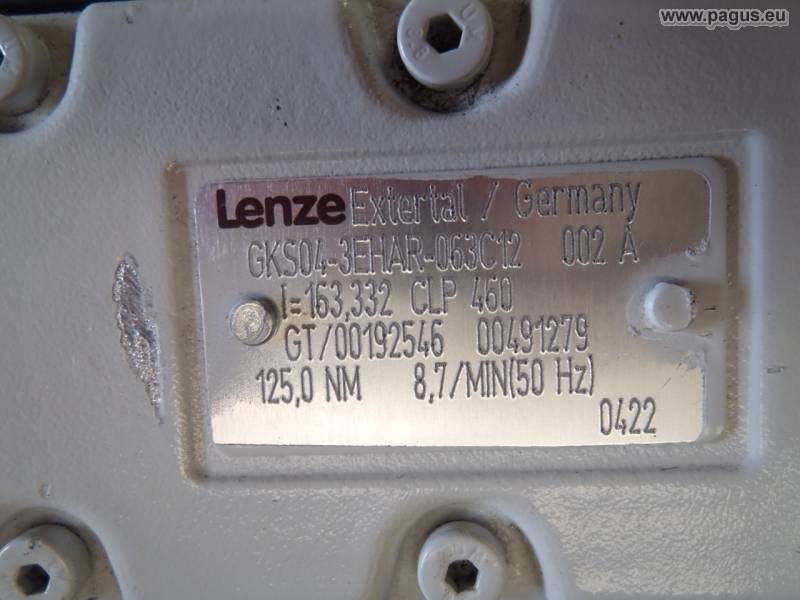 www.pagus.eu
Lenze Extertal / Germany
GKS04-3EHAR-063C12 002 A
I=163,332 CLP 460
GT/00192546 00491279
125,0 NM 8,7/MIN(50 Hz)
0422